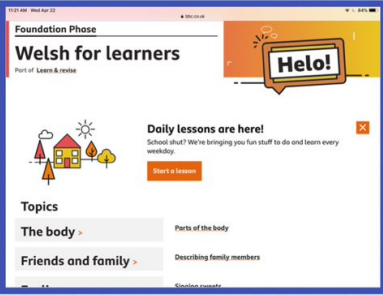 11:21 AM Wed Apr 22
84%
bbc.co.uk
Foundation Phase
Welsh for learners
Part of Learn & revise
Helo!
Daily lessons are here!
School shut? We're bringing you fun stuff to do and learn every
weekday.
Start a lesson
Topics
The body >
Parts of the body
Friends and family >
Describing family members